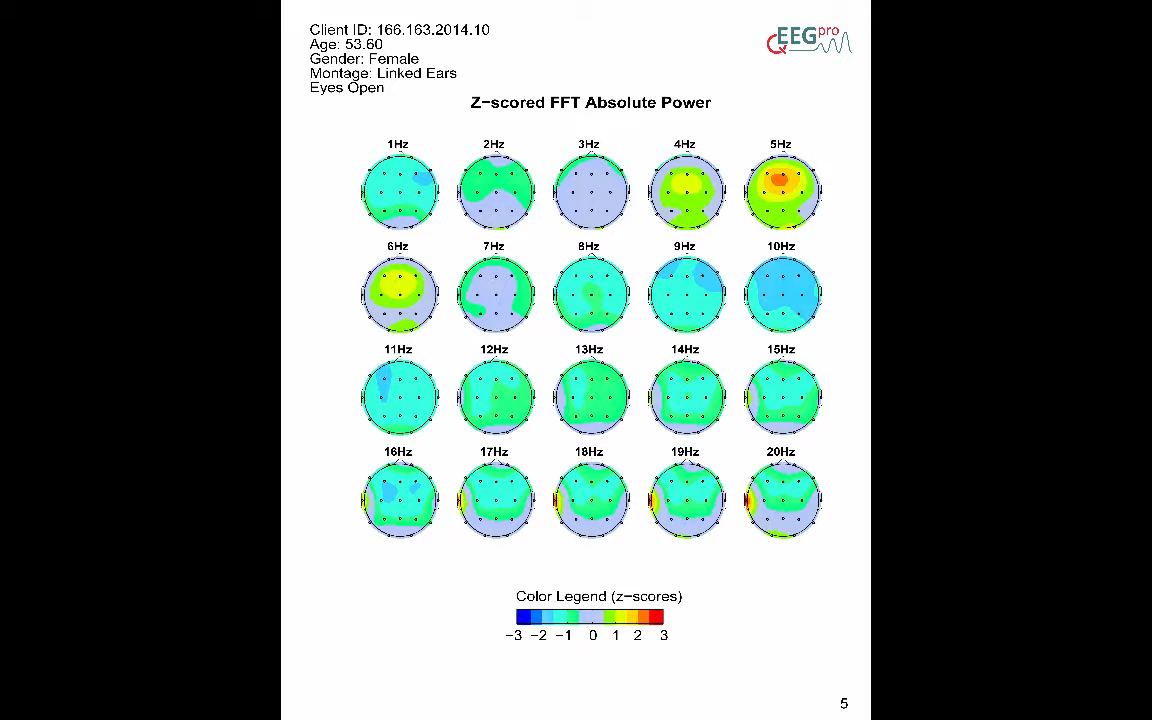 Client ID: 166.163.2014.10
Age: 53.60
Gender: Female
Montage: Linked Ears
Eyes Open
QEEGpro
Z−scored FFT Absolute Power
1Hz 2Hz 3Hz 4Hz 5Hz
6Hz 7Hz 8Hz 9Hz 10Hz
11Hz 12Hz 13Hz 14Hz 15Hz
16Hz 17Hz 18Hz 19Hz 20Hz
Color Legend (z−scores)
−3 −2 −1 0 1 2 3
5